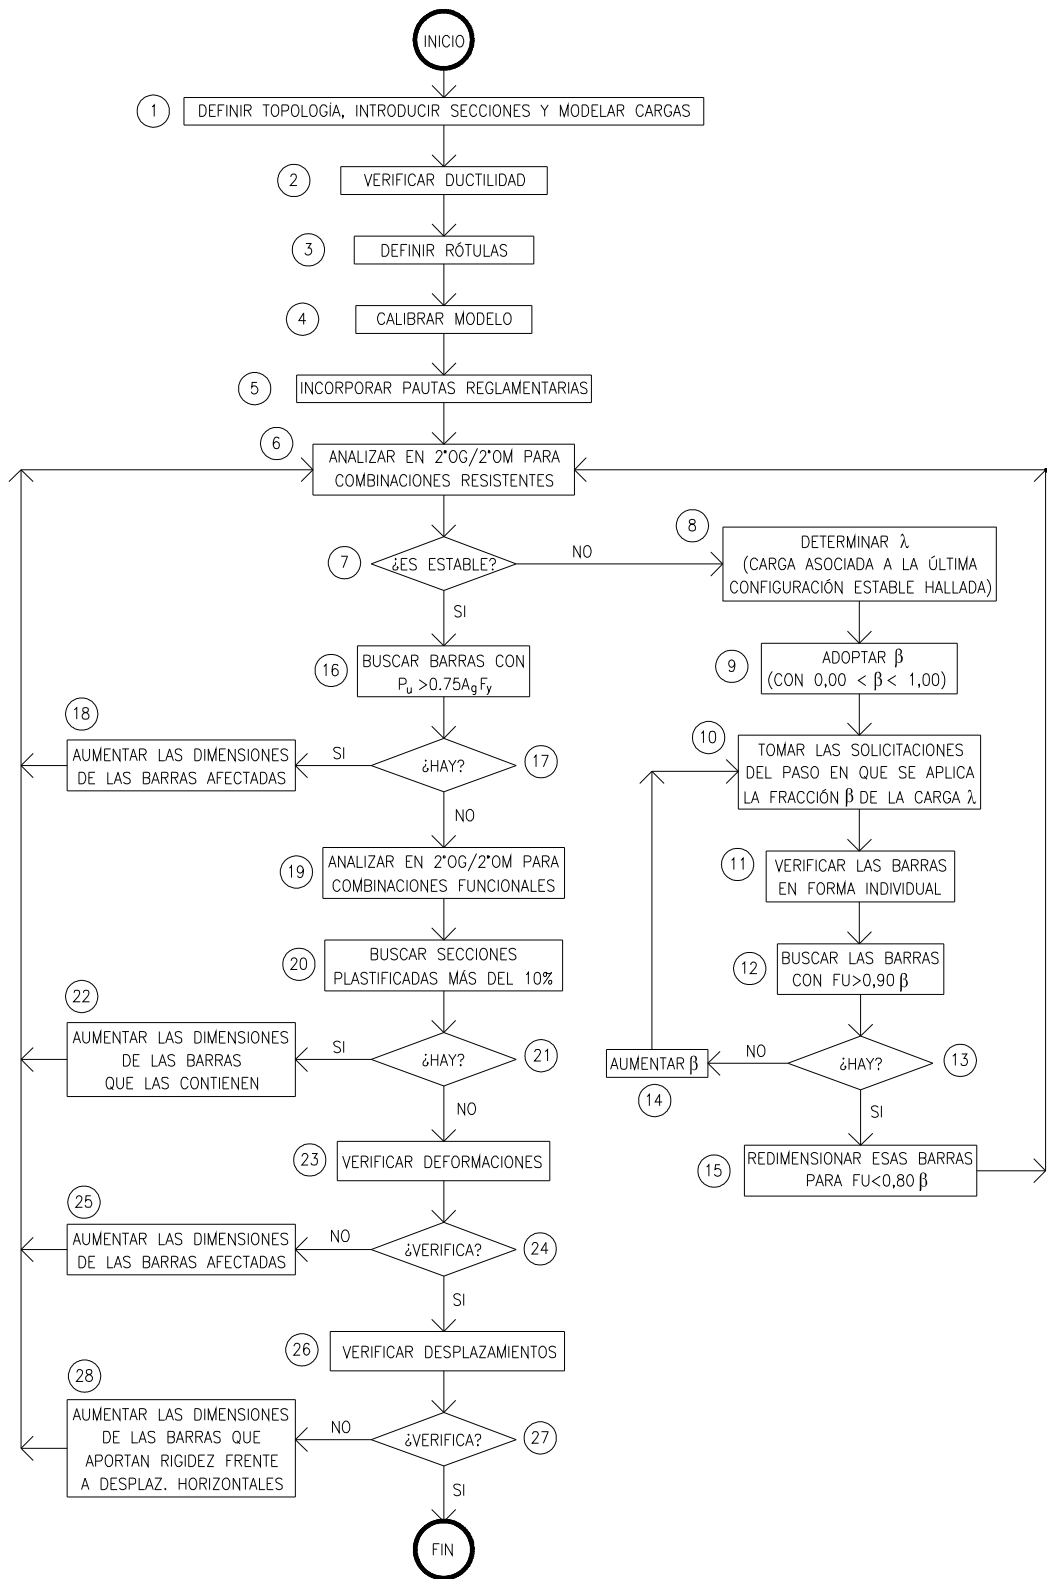 INICIO
1
DEFINIR TOPOLOGÍA, INTRODUCIR SECCIONES Y MODELAR CARGAS
2
VERIFICAR DUCTILIDAD
3
DEFINIR RÓTULAS
4
CALIBRAR MODELO
5
INCORPORAR PAUTAS REGLAMENTARIAS
6
ANALIZAR EN 2°OG/2°OM PARA
COMBINACIONES RESISTENTES
7
¿ES ESTABLE?
NO
SI
8
DETERMINAR λ
(CARGA ASOCIADA A LA ÚLTIMA
CONFIGURACIÓN ESTABLE HALLADA)
9
ADOPTAR β
(CON 0,00 < β < 1,00)
10
TOMAR LAS SOLICITACIONES
DEL PASO EN QUE SE APLICA
LA FRACCIÓN β DE LA CARGA λ
11
VERIFICAR LAS BARRAS
EN FORMA INDIVIDUAL
12
BUSCAR LAS BARRAS
CON FU>0,90 β
13
¿HAY?
NO
SI
14
AUMENTAR β
15
REDIMENSIONAR ESAS BARRAS
PARA FU<0,80 β
16
BUSCAR BARRAS CON
Pu >0.75AgFy
17
¿HAY?
SI
NO
18
AUMENTAR LAS DIMENSIONES
DE LAS BARRAS AFECTADAS
19
ANALIZAR EN 2°OG/2°OM PARA
COMBINACIONES FUNCIONALES
20
BUSCAR SECCIONES
PLASTIFICADAS MÁS DEL 10%
21
¿HAY?
SI
NO
22
AUMENTAR LAS DIMENSIONES
DE LAS BARRAS
QUE LAS CONTIENEN
23
VERIFICAR DEFORMACIONES
24
¿VERIFICA?
NO
SI
25
AUMENTAR LAS DIMENSIONES
DE LAS BARRAS AFECTADAS
26
VERIFICAR DESPLAZAMIENTOS
27
¿VERIFICA?
NO
SI
28
AUMENTAR LAS DIMENSIONES
DE LAS BARRAS QUE
APORTAN RIGIDEZ FRENTE
A DESPLAZ. HORIZONTALES
FIN